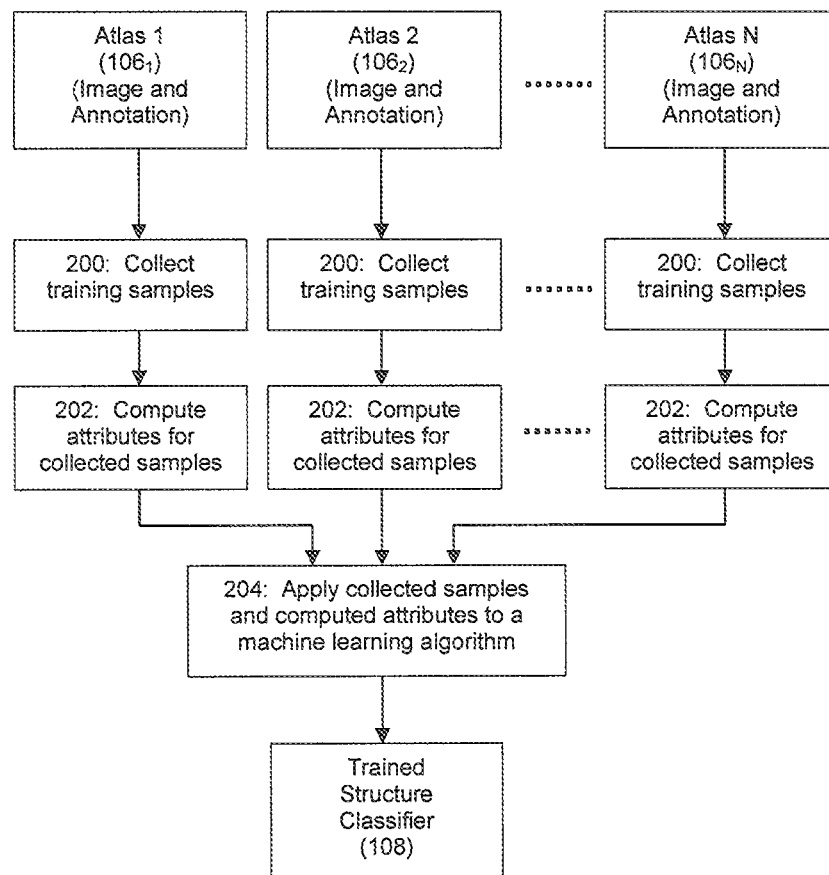 Atlas 1
(106₁)
(Image and
Annotation)
Atlas 2
(106₂)
(Image and
Annotation)
Atlas N
(106ₙ)
(Image and
Annotation)
200: Collect
training samples
200: Collect
training samples
200: Collect
training samples
202: Compute
attributes for
collected samples
202: Compute
attributes for
collected samples
202: Compute
attributes for
collected samples
204: Apply collected samples
and computed attributes to a
machine learning algorithm
Trained
Structure
Classifier
(108)